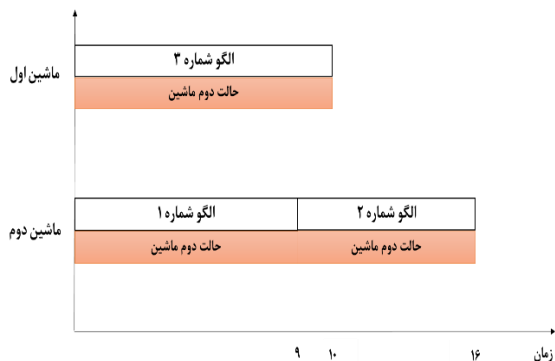 ماشین اول
الگو شماره ۳
حالت دوم ماشین
ماشین دوم
الگو شماره ۱
الگو شماره ۲
حالت دوم ماشین
حالت دوم ماشین
۹
۱۰
۱۶
زمان